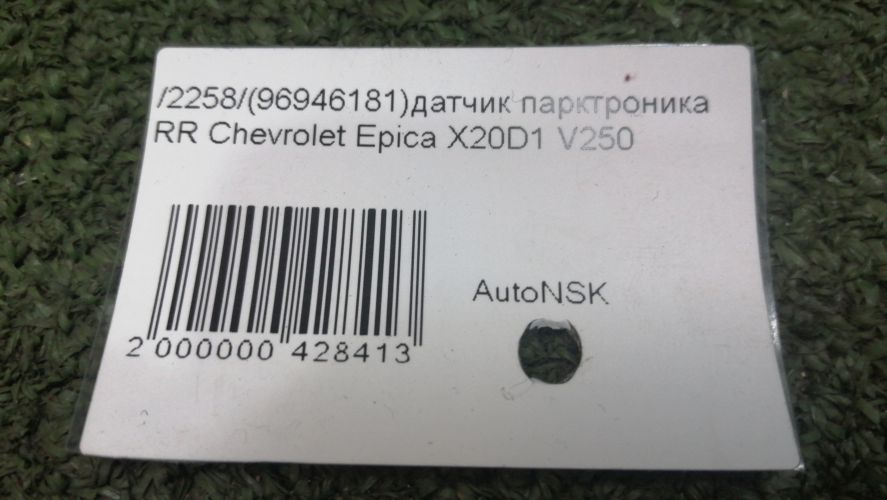 /2258/(96946181)датчик парктроника
RR Chevrolet Epica X20D1 V250
AutoNSK
2 000000 428413